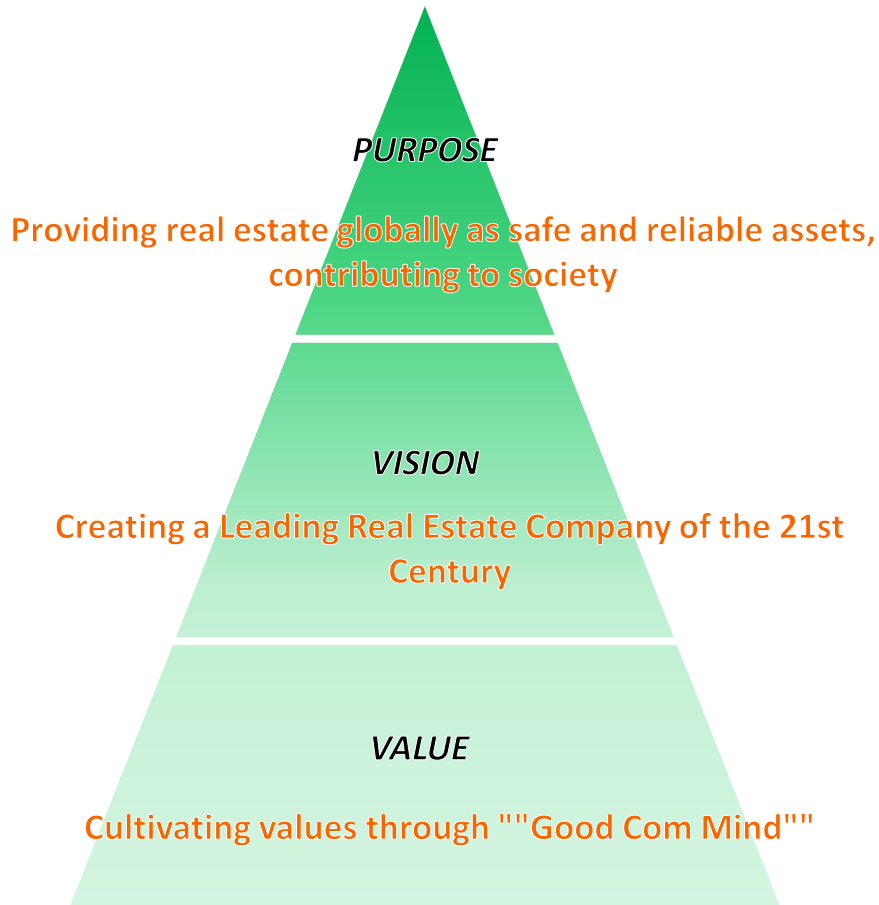 PURPOSE
Providing real estate globally as safe and reliable assets,
contributing to society
VISION
Creating a Leading Real Estate Company of the 21st
Century
VALUE
Cultivating values through ""Good Com Mind""